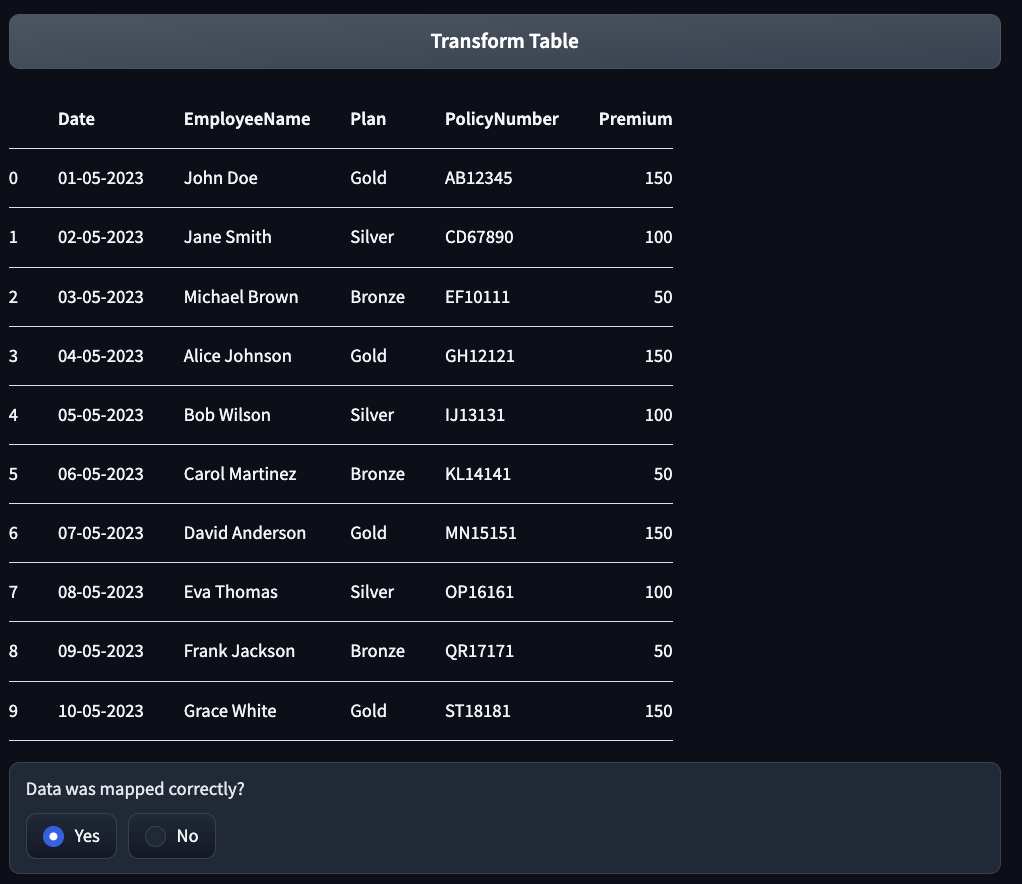 Transform Table
Date EmployeeName Plan PolicyNumber Premium
0 01-05-2023 John Doe Gold AB12345 150
1 02-05-2023 Jane Smith Silver CD67890 100
2 03-05-2023 Michael Brown Bronze EF10111 50
3 04-05-2023 Alice Johnson Gold GH12121 150
4 05-05-2023 Bob Wilson Silver IJ13131 100
5 06-05-2023 Carol Martinez Bronze KL14141 50
6 07-05-2023 David Anderson Gold MN15151 150
7 08-05-2023 Eva Thomas Silver OP16161 100
8 09-05-2023 Frank Jackson Bronze QR17171 50
9 10-05-2023 Grace White Gold ST18181 150
Data was mapped correctly?
Yes No